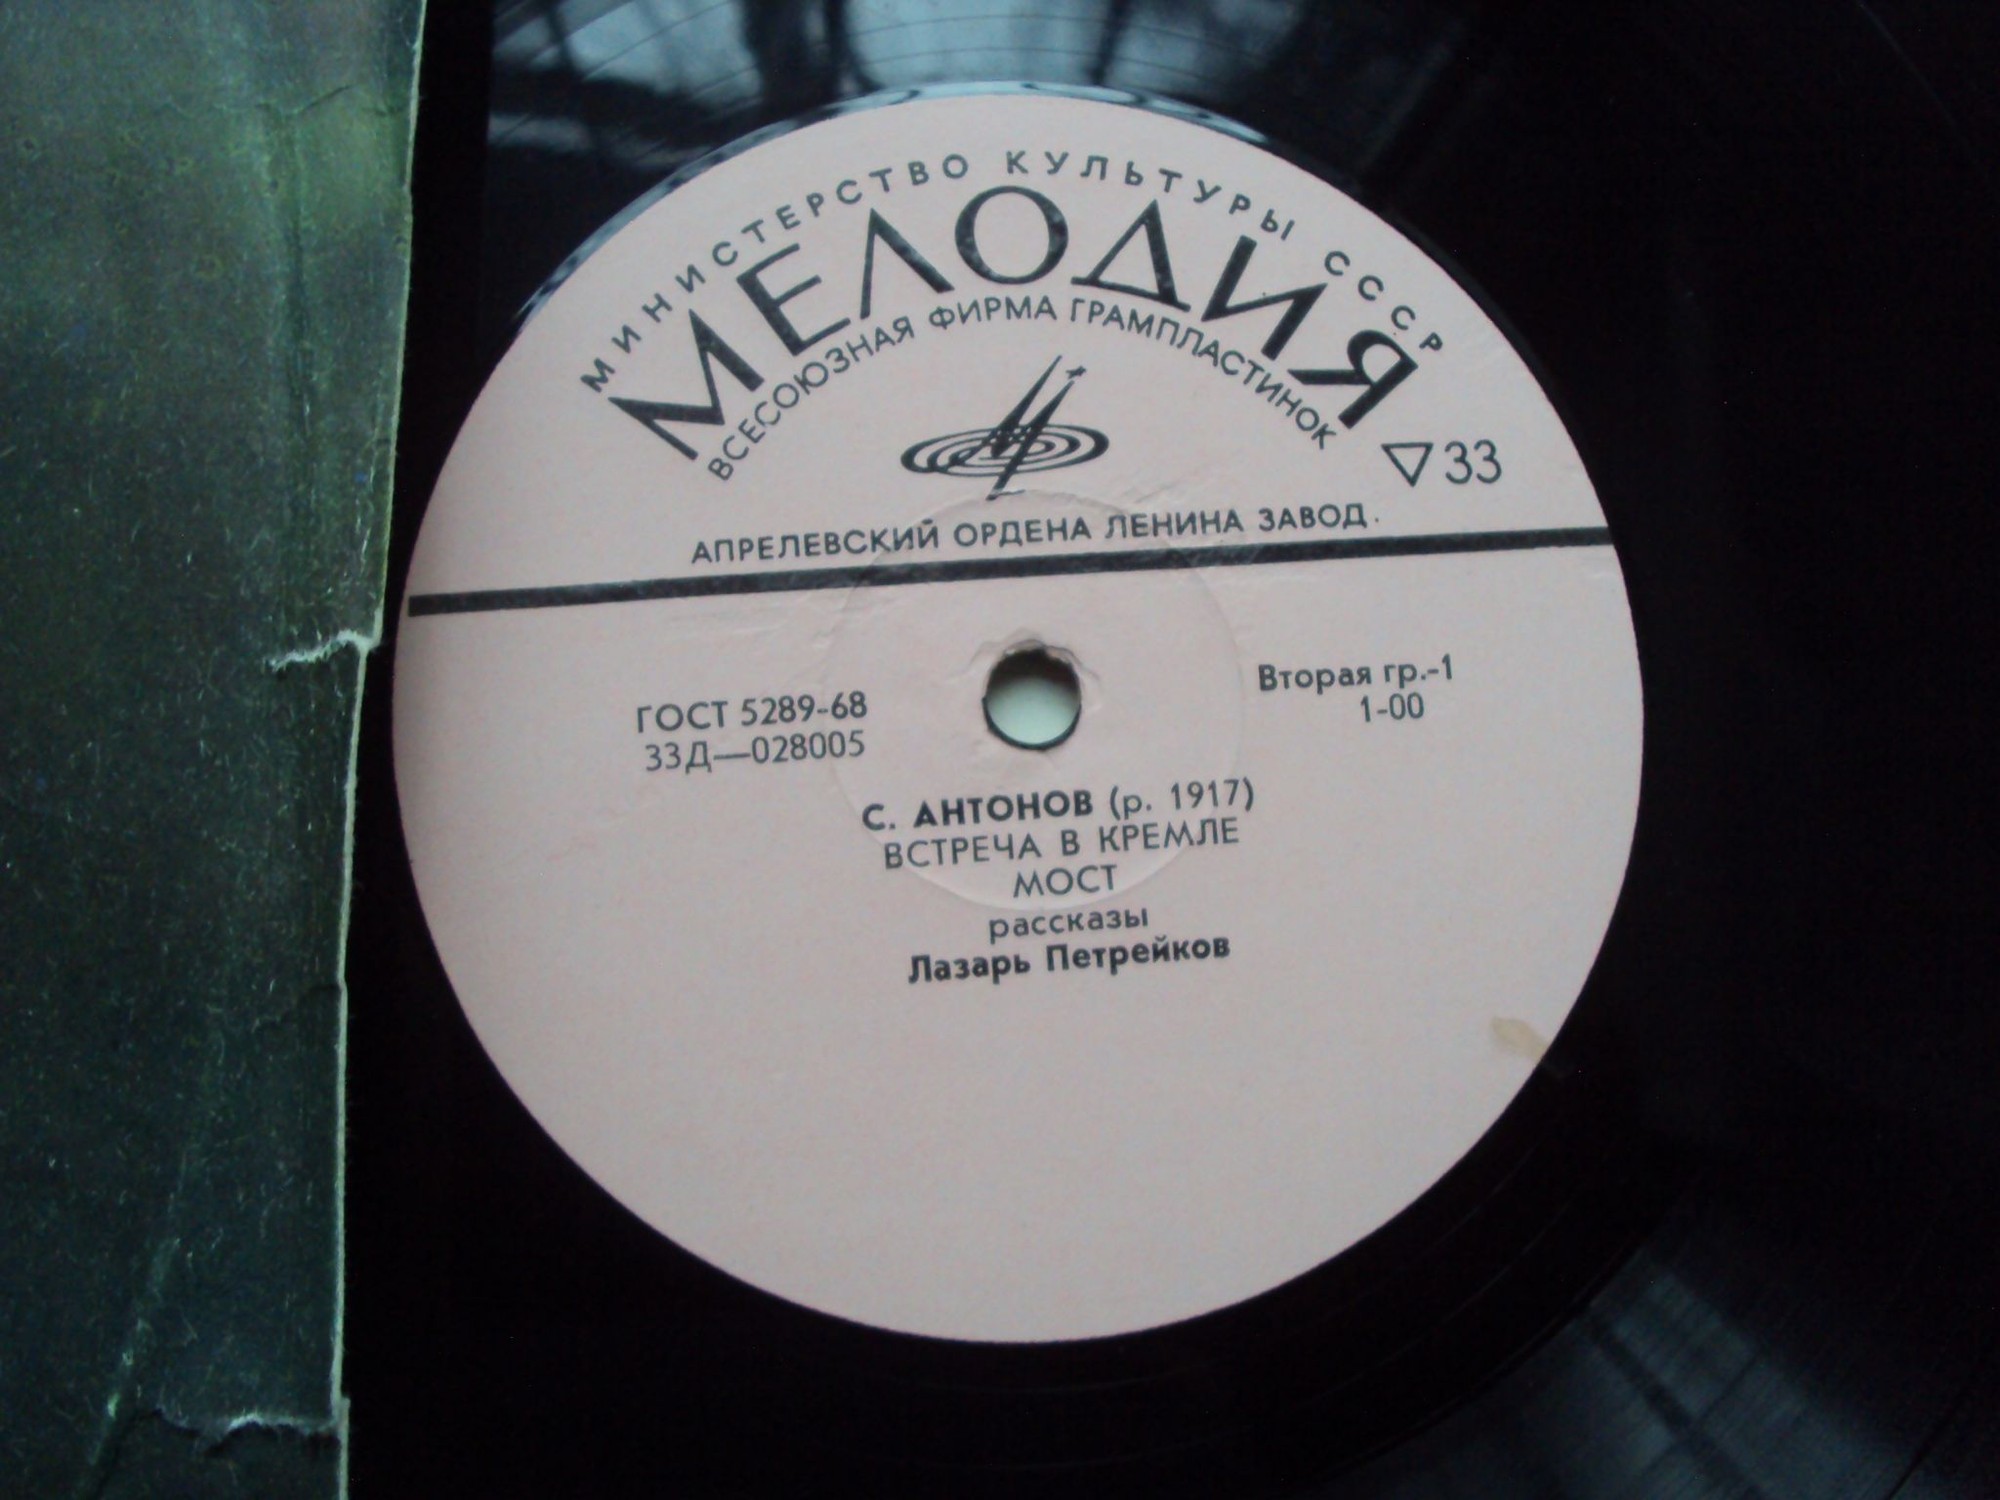 МИНИСТЕРСТВО КУЛЬТУРЫ СССР
МЕЛОДИЯ
ВСЕСОЮЗНАЯ ФИРМА ГРАМПЛАСТИНОК
▽33
АПРЕЛЕВСКИЙ ОРДЕНА ЛЕНИНА ЗАВОД.
ГОСТ 5289-68
33Д—028005
Вторая гр.-1
1-00
С. АНТОНОВ (р. 1917)
ВСТРЕЧА В КРЕМЛЕ
МОСТ
рассказы
Лазарь Петрейков